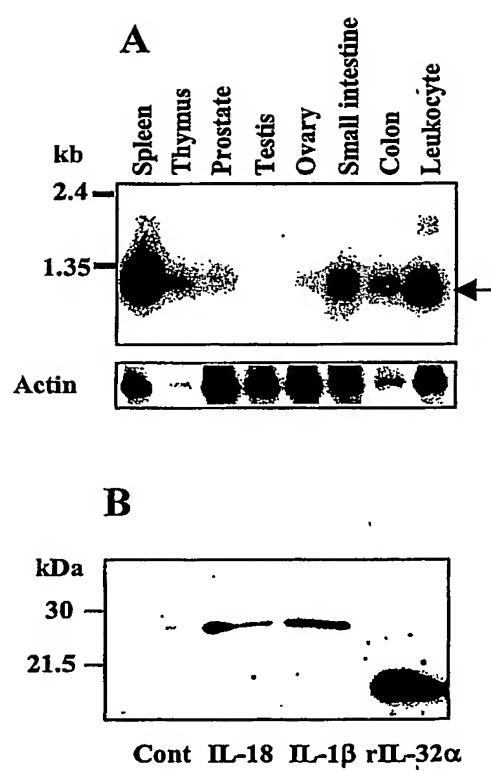 A
kb
Spleen
Thymus
Prostate
Testis
Ovary
Small intestine
Colon
Leukocyte
2.4
1.35
Actin
B
kDa
30
21.5
Cont IL-18 IL-1β rIL-32α